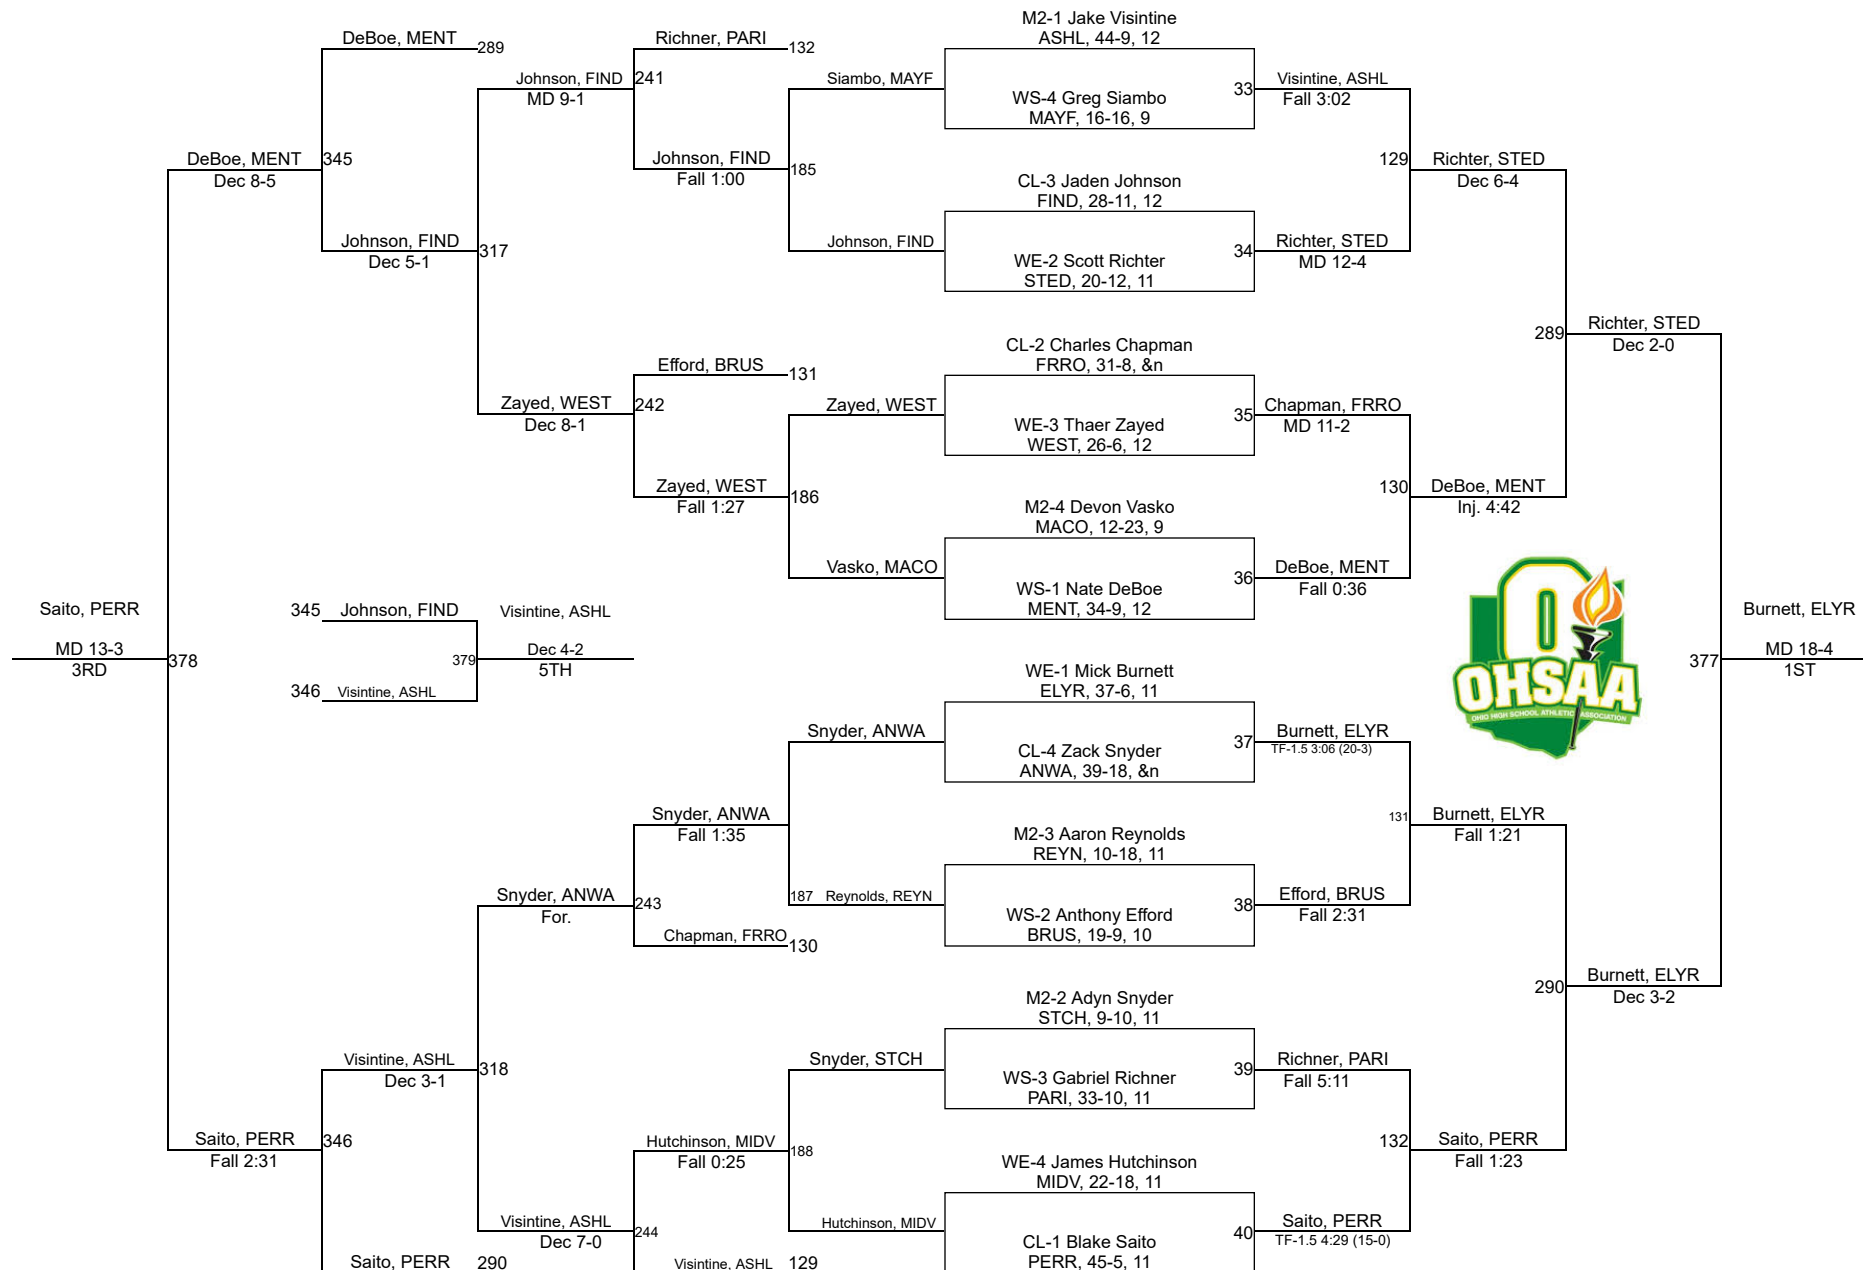 M2-1 Jake Visintine
ASHL, 44-9, 12
DeBoe, MENT
289
Richner, PARI
132
Johnson, FIND
241
MD 9-1
Siambo, MAYF
WS-4 Greg Siambo
MAYF, 16-16, 9
33
Visintine, ASHL
Fall 3:02
DeBoe, MENT
345
Dec 8-5
Johnson, FIND
Fall 1:00
185
129
Richter, STED
Dec 6-4
CL-3 Jaden Johnson
FIND, 28-11, 12
Johnson, FIND
Dec 5-1
317
Johnson, FIND
WE-2 Scott Richter
STED, 20-12, 11
34
Richter, STED
MD 12-4
289
Richter, STED
Dec 2-0
CL-2 Charles Chapman
FRRO, 31-8, &n
Efford, BRUS
131
Zayed, WEST
242
Dec 8-1
Zayed, WEST
WE-3 Thaer Zayed
WEST, 26-6, 12
35
Chapman, FRRO
MD 11-2
Zayed, WEST
Fall 1:27
186
130
DeBoe, MENT
Inj. 4:42
M2-4 Devon Vasko
MACO, 12-23, 9
Vasko, MACO
WS-1 Nate DeBoe
MENT, 34-9, 12
36
DeBoe, MENT
Fall 0:36
Saito, PERR
MD 13-3
3RD
378
345
Johnson, FIND
Visintine, ASHL
379
Dec 4-2
5TH
346
Visintine, ASHL
O
OHSAA
OHIO HIGH SCHOOL ATHLETIC ASSOCIATION
Burnett, ELYR
377
MD 18-4
1ST
WE-1 Mick Burnett
ELYR, 37-6, 11
Snyder, ANWA
CL-4 Zack Snyder
ANWA, 39-18, &n
37
Burnett, ELYR
TF-1.5 3:06 (20-3)
Snyder, ANWA
Fall 1:35
131
Burnett, ELYR
Fall 1:21
M2-3 Aaron Reynolds
REYN, 10-18, 11
Snyder, ANWA
For.
243
187
Reynolds, REYN
WS-2 Anthony Efford
BRUS, 19-9, 10
38
Efford, BRUS
Fall 2:31
Chapman, FRRO
130
290
Burnett, ELYR
Dec 3-2
M2-2 Adyn Snyder
STCH, 9-10, 11
Visintine, ASHL
Dec 3-1
318
Snyder, STCH
WS-3 Gabriel Richner
PARI, 33-10, 11
39
Richner, PARI
Fall 5:11
Saito, PERR
Fall 2:31
346
Hutchinson, MIDV
Fall 0:25
188
132
Saito, PERR
Fall 1:23
WE-4 James Hutchinson
MIDV, 22-18, 11
Visintine, ASHL
Dec 7-0
244
Hutchinson, MIDV
CL-1 Blake Saito
PERR, 45-5, 11
40
Saito, PERR
TF-1.5 4:29 (15-0)
Saito, PERR
290
Visintine, ASHL
129